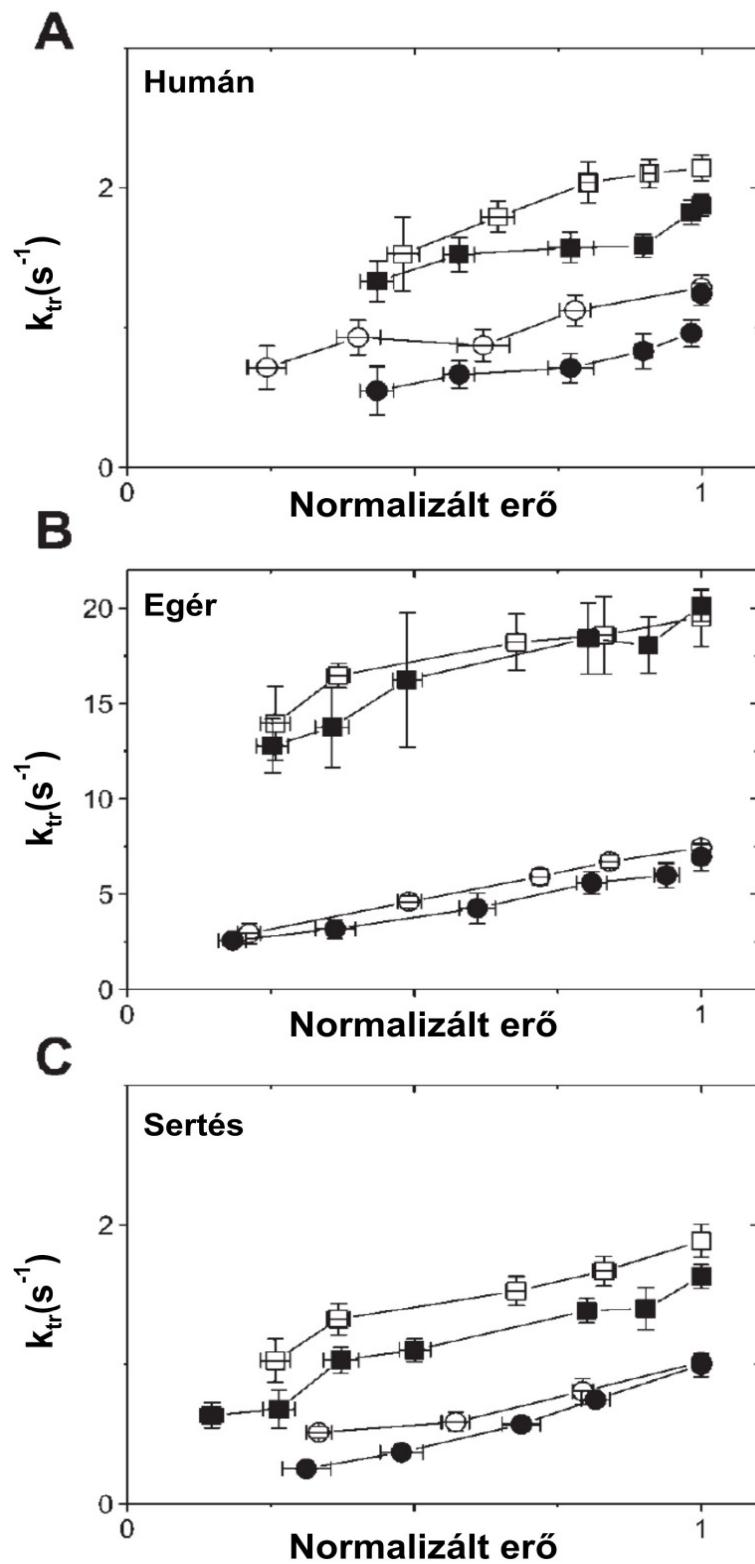 A
Humán
2
k_tr(s^-1)
0
0
Normalizált erő
1
B
Egér
20
15
k_tr(s^-1)
10
5
0
0
Normalizált erő
1
C
Sertés
2
k_tr(s^-1)
0
0
Normalizált erő
1